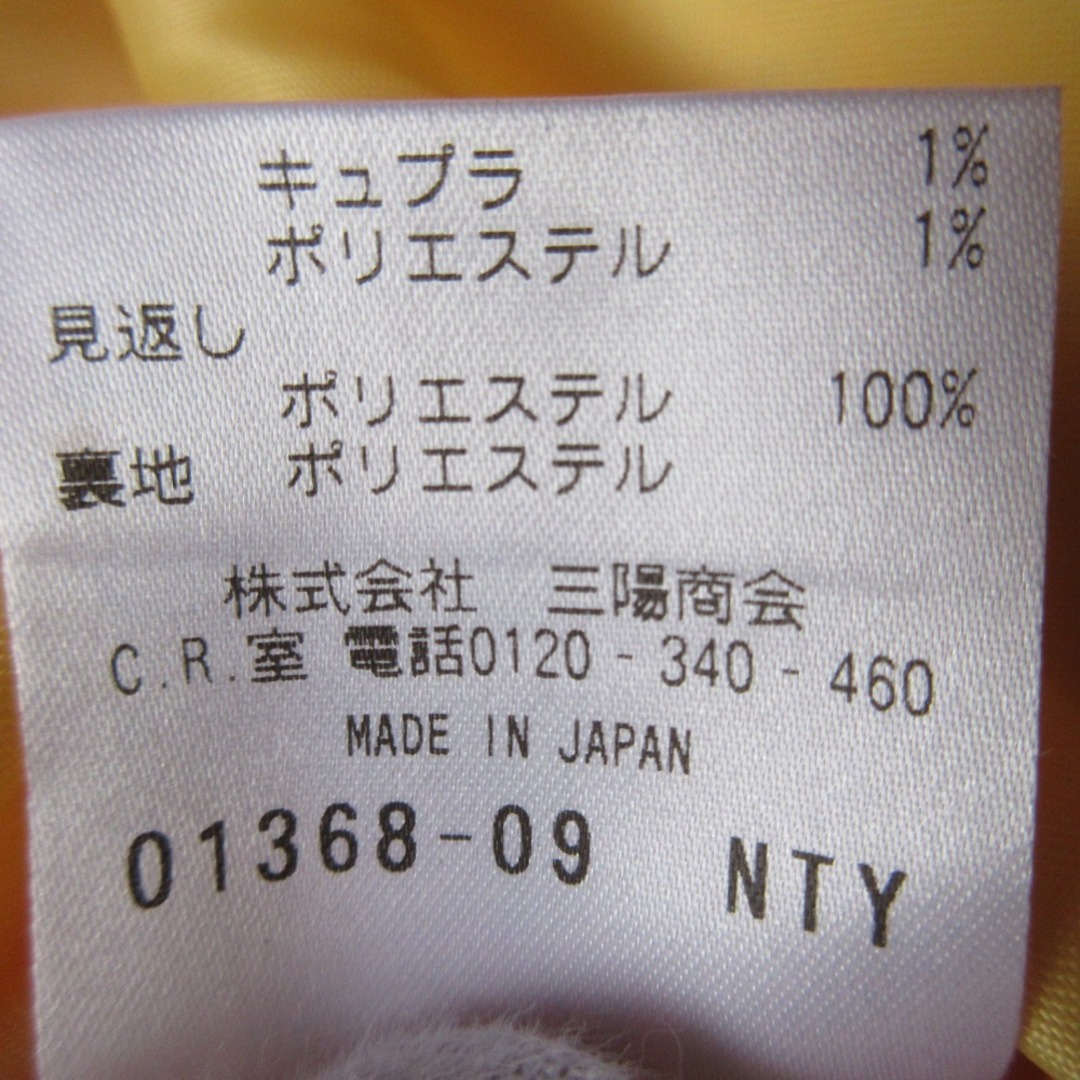 キュプラ 1%
ポリエステル 1%
見返し
ポリエステル 100%
裏地 ポリエステル
株式会社 三陽商会
C.R.室 電話0120-340-460
MADE IN JAPAN
01368-09 NTY